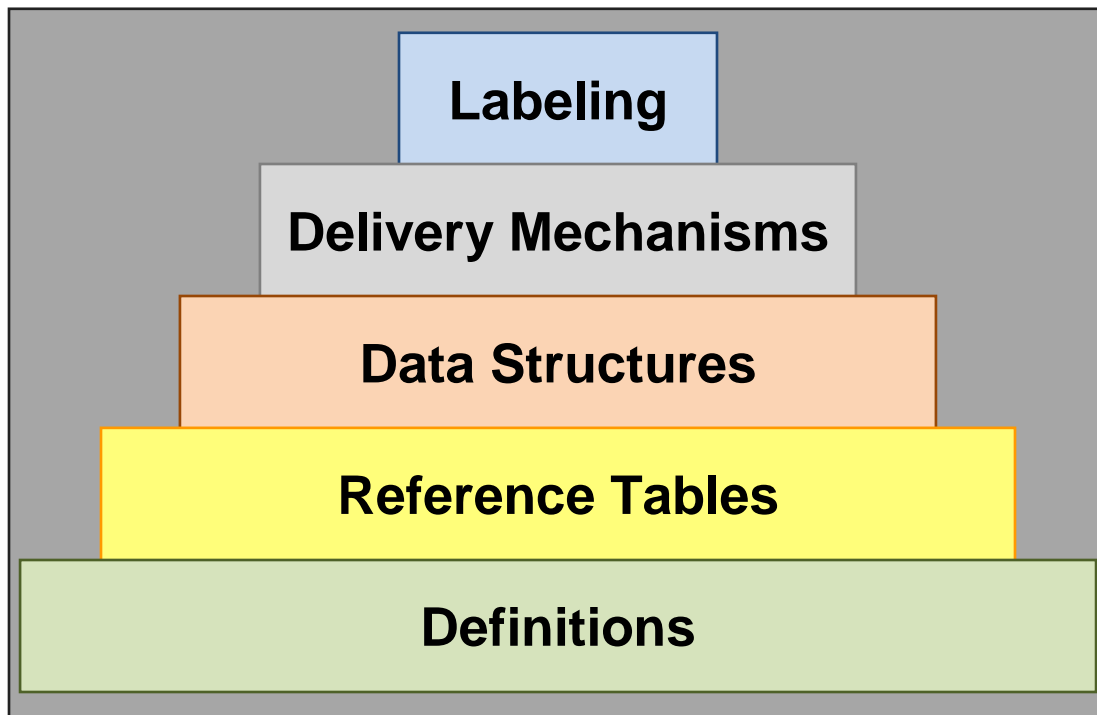 Labeling
Delivery Mechanisms
Data Structures
Reference Tables
Definitions